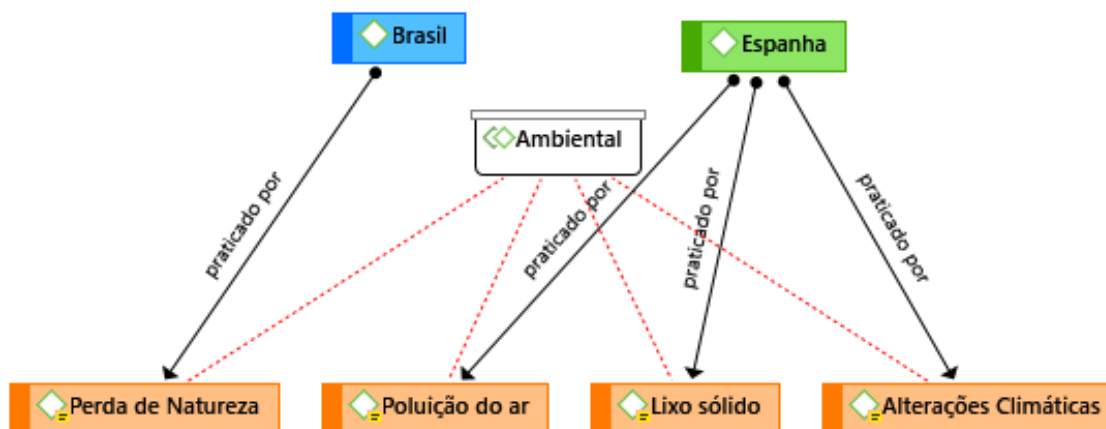 Brasil
Espanha
Ambiental
praticado por
praticado por
praticado por
praticado por
Perda de Natureza
Poluição do ar
Lixo sólido
Alterações Climáticas